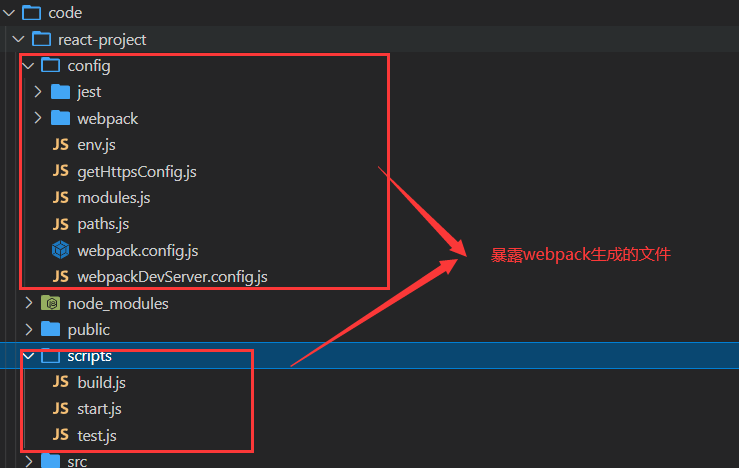 code
react-project
config
jest
webpack
JS env.js
JS getHttpsConfig.js
JS modules.js
JS paths.js
webpack.config.js
JS webpackDevServer.config.js
暴露webpack生成的文件
node_modules
public
scripts
JS build.js
JS start.js
JS test.js
src